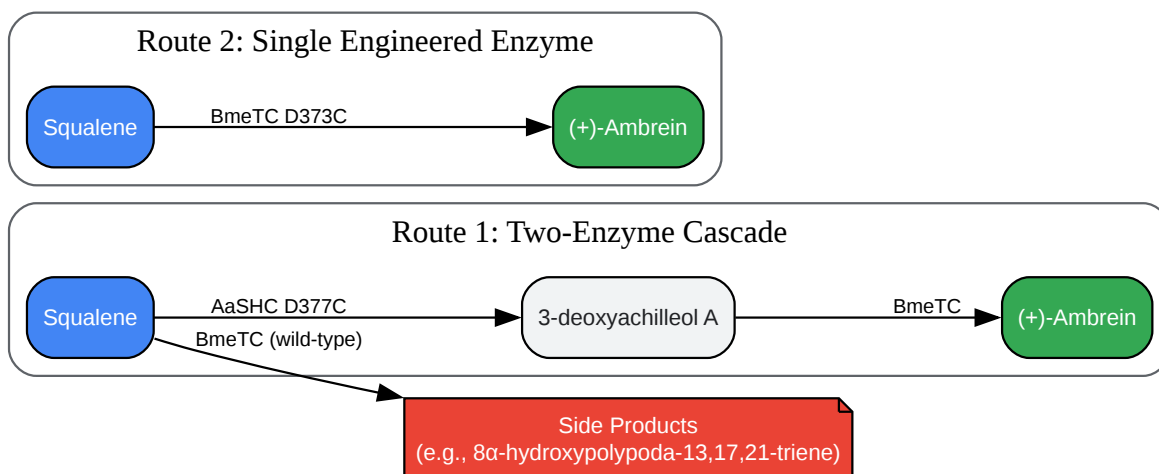 Route 2: Single Engineered Enzyme
Squalene
BmeTC D373C
(+)-Ambrein
Route 1: Two-Enzyme Cascade
Squalene
AaSHC D377C
3-deoxyachilleol A
BmeTC
(+)-Ambrein
BmeTC (wild-type)
Side Products
(e.g., 8α-hydroxypolypoda-13,17,21-triene)